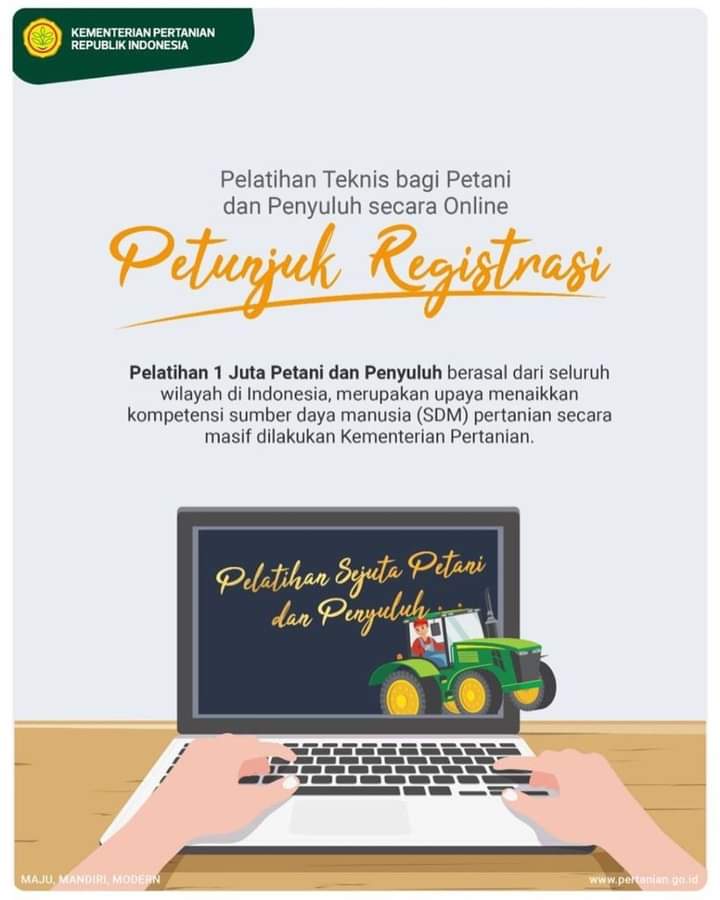 KEMENTERIAN PERTANIAN
REPUBLIK INDONESIA
Pelatihan Teknis bagi Petani
dan Penyuluh secara Online
Petunjuk Registrasi
Pelatihan 1 Juta Petani dan Penyuluh berasal dari seluruh
wilayah di Indonesia, merupakan upaya menaikkan
kompetensi sumber daya manusia (SDM) pertanian secara
masif dilakukan Kementerian Pertanian.
Pelatihan Sejuta Petani
dan Penyuluh . . .
MAJU, MANDIRI, MODERN
www.pertanian.go.id